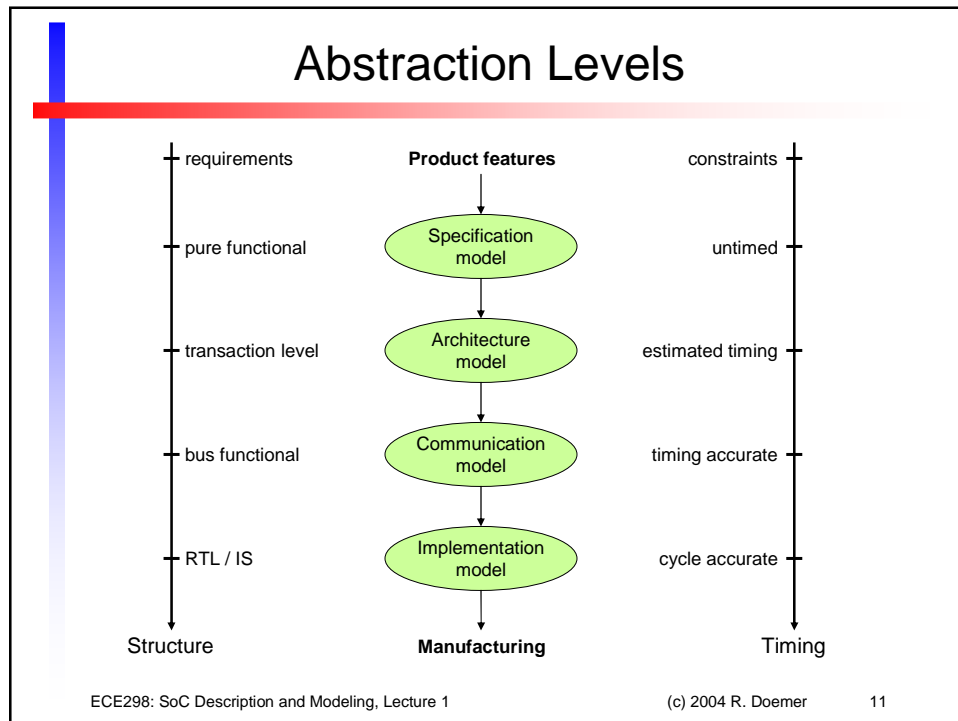 Abstraction Levels
requirements
Product features
constraints
pure functional
Specification
model
untimed
transaction level
Architecture
model
estimated timing
bus functional
Communication
model
timing accurate
RTL / IS
Implementation
model
cycle accurate
Structure
Manufacturing
Timing
ECE298: SoC Description and Modeling, Lecture 1
(c) 2004 R. Doemer
11